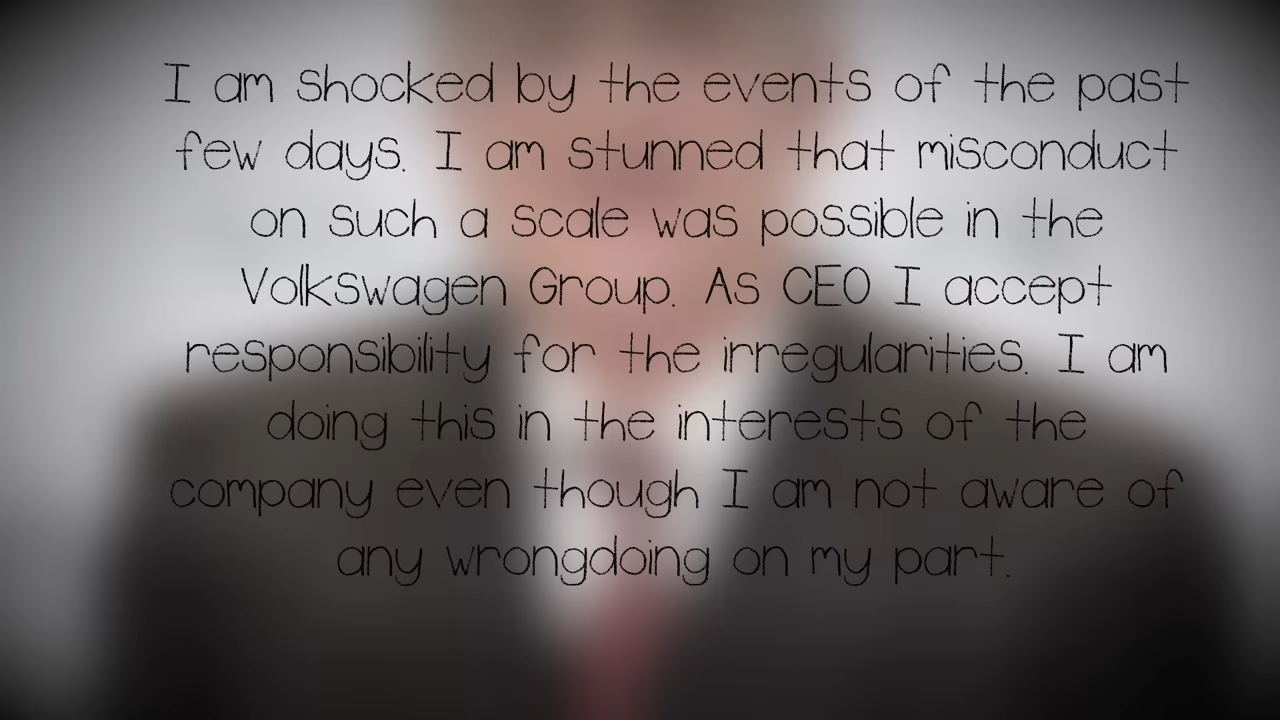 I am shocked by the events of the past
few days. I am stunned that misconduct
on such a scale was possible in the
Volkswagen Group. As CEO I accept
responsibility for the irregularities. I am
doing this in the interests of the
company even though I am not aware of
any wrongdoing on my part.